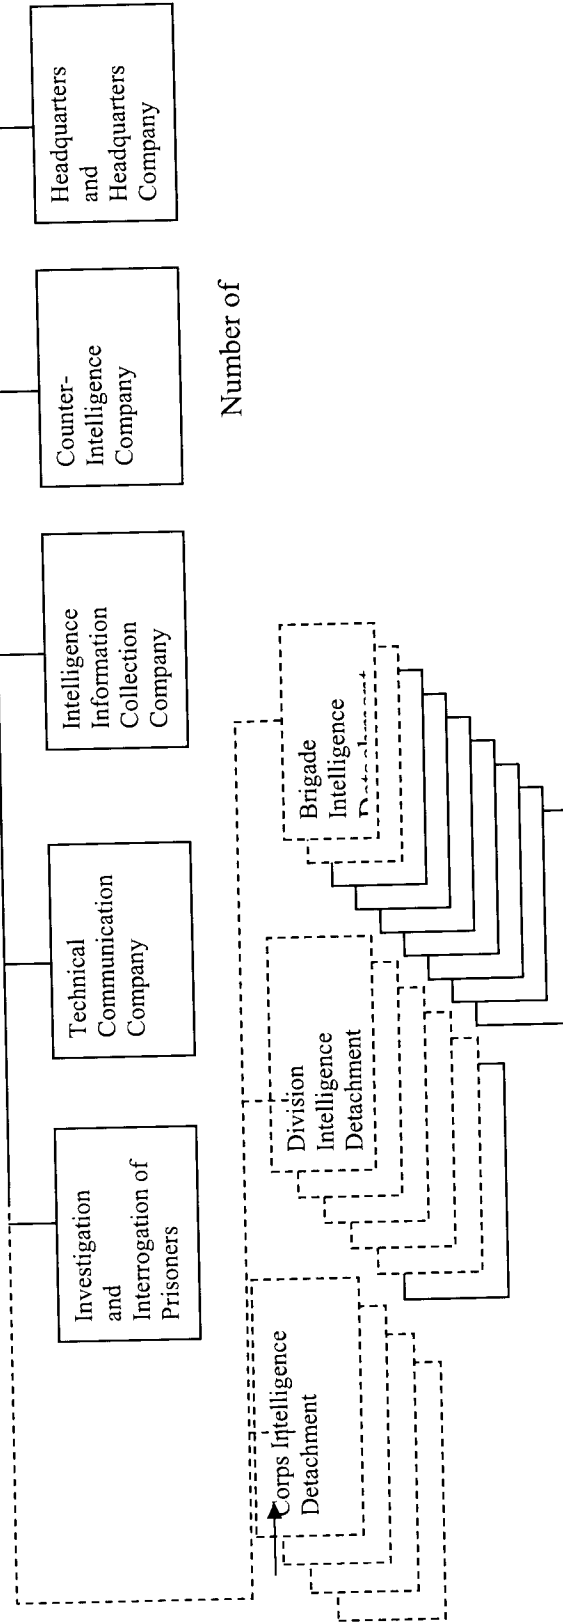 Investigation
and
Interrogation of
Prisoners
Technical
Communication
Company
Intelligence
Information
Collection
Company
Counter-
Intelligence
Company
Headquarters
and
Headquarters
Company
Number of
Corps Intelligence
Detachment
Division
Intelligence
Detachment
Brigade
Intelligence
Detachment